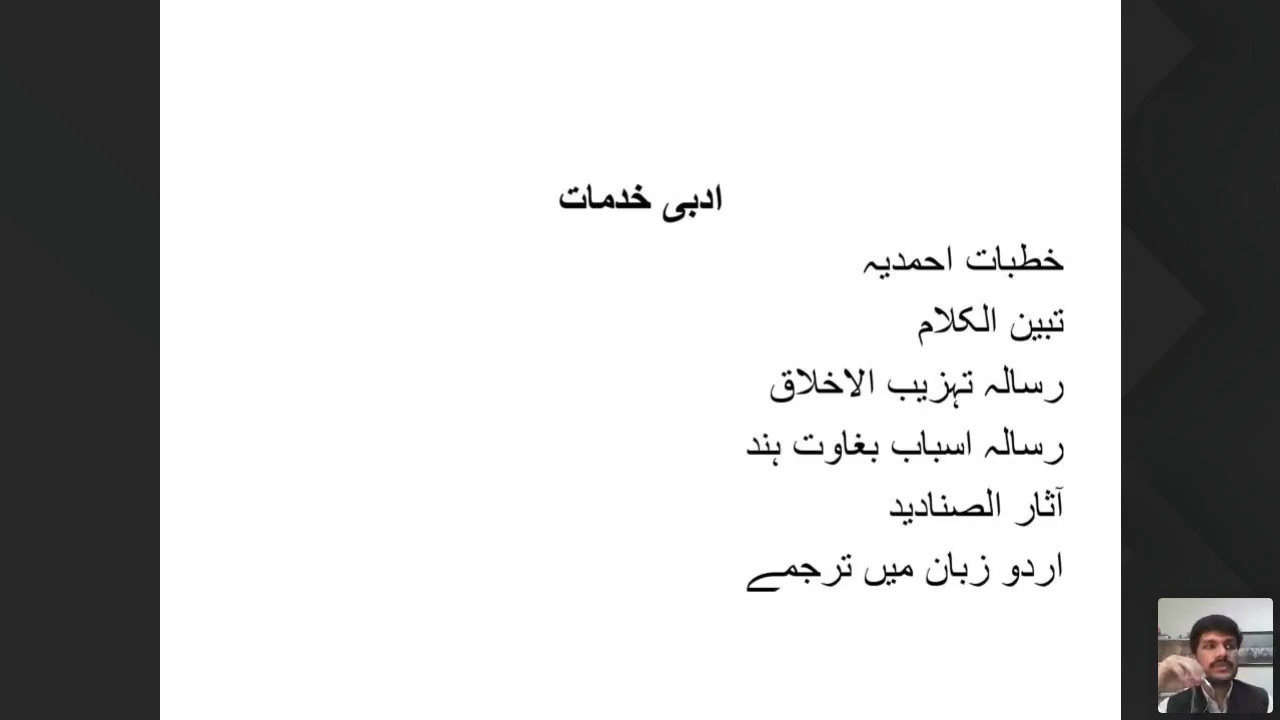 ادبی خدمات
خطبات احمدیہ
تبین الکلام
رسالہ تہزیب الاخلاق
رسالہ اسباب بغاوت ہند
آثار الصنادید
اردو زبان میں ترجمے